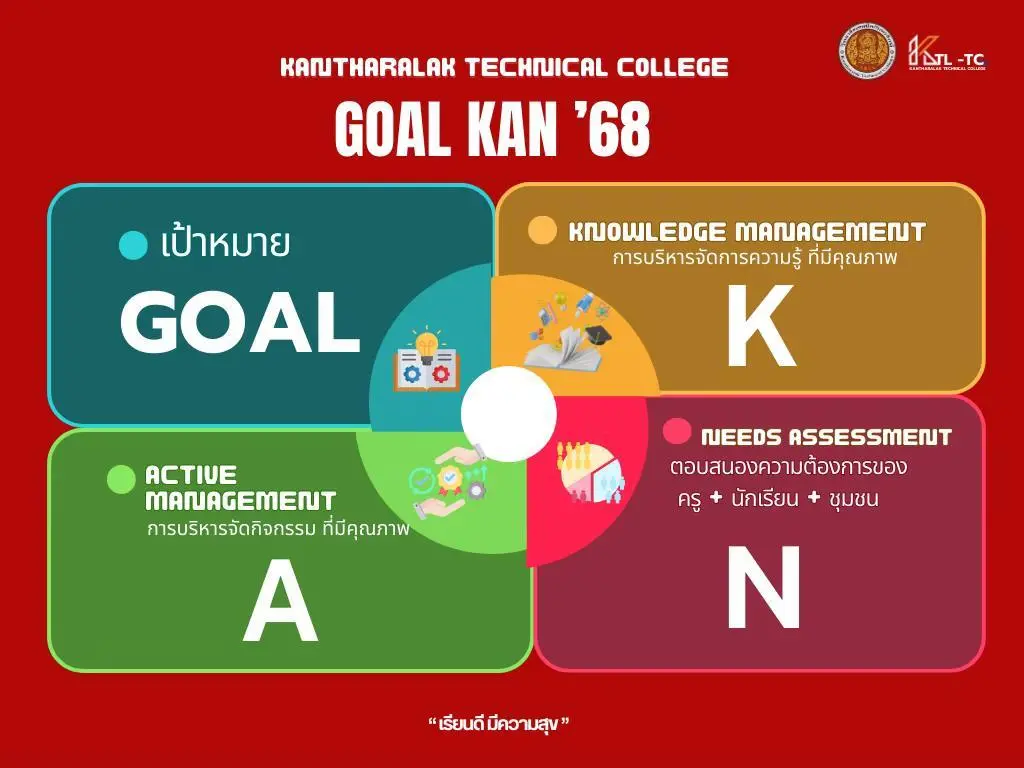 KTL -TC
KANTHARALAK TECHNICAL COLLEGE
KANTHARALAK TECHNICAL COLLEGE
GOAL KAN ’68
เป้าหมาย
GOAL
KNOWLEDGE MANAGEMENT
การบริหารจัดการความรู้ ที่มีคุณภาพ
K
ACTIVE
MANAGEMENT
การบริหารจัดกิจกรรม ที่มีคุณภาพ
A
NEEDS ASSESSMENT
ตอบสนองความต้องการของ
ครู + นักเรียน + ชุมชน
N
“ เรียนดี มีความสุข ”